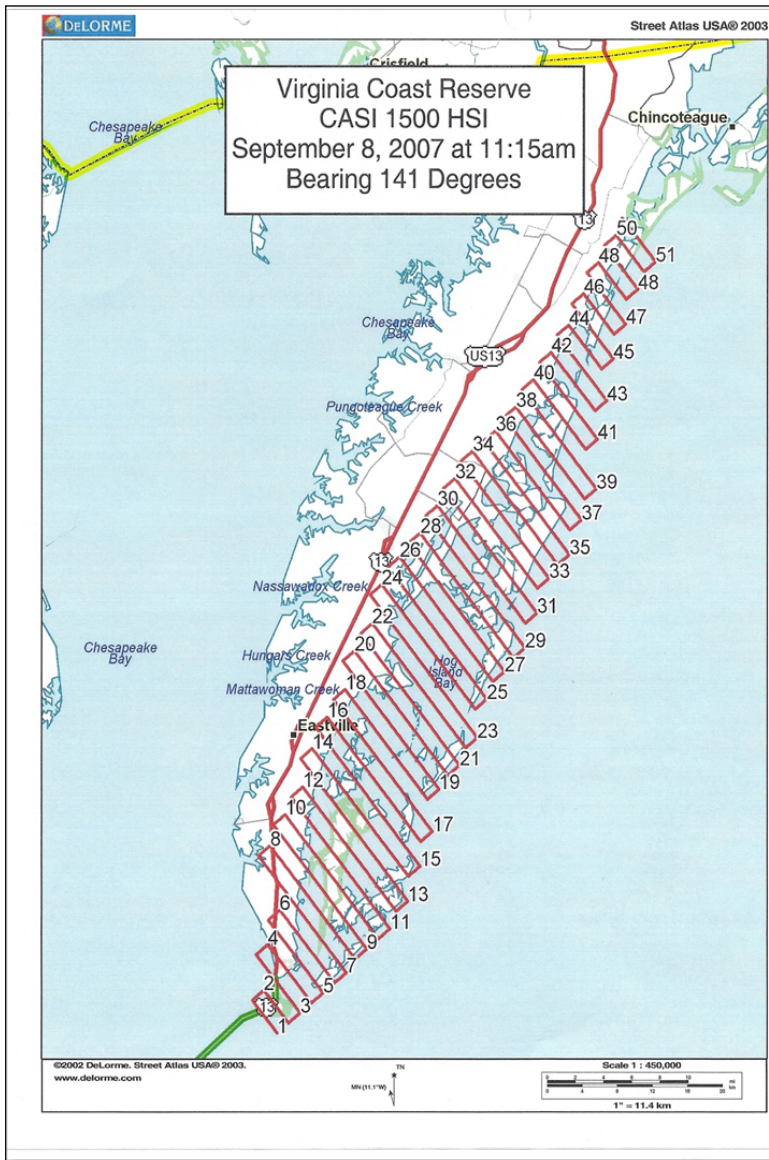 DELORME
Street Atlas USA® 2003
Crisfield
Virginia Coast Reserve
CASI 1500 HSI
September 8, 2007 at 11:15am
Bearing 141 Degrees
Chesapeake
Bay
Chincoteague
13
50
51
48
48
46
47
44
45
42
43
40
41
38
39
36
37
34
35
32
33
30
31
28
29
26
27
24
25
22
23
20
21
18
19
16
17
14
15
12
13
10
11
8
9
6
7
4
5
2
3
1
Chesapeake
Bay
US13
Pungoteague Creek
13
Nassawadox Creek
Chesapeake
Bay
Hungars Creek
Hog
Island
Bay
Mattawoman Creek
Eastville
13
©2002 DeLorme. Street Atlas USA® 2003.
www.delorme.com
TN
MN (11.1°W)
Scale 1 : 450,000
mi
km
1" = 11.4 km